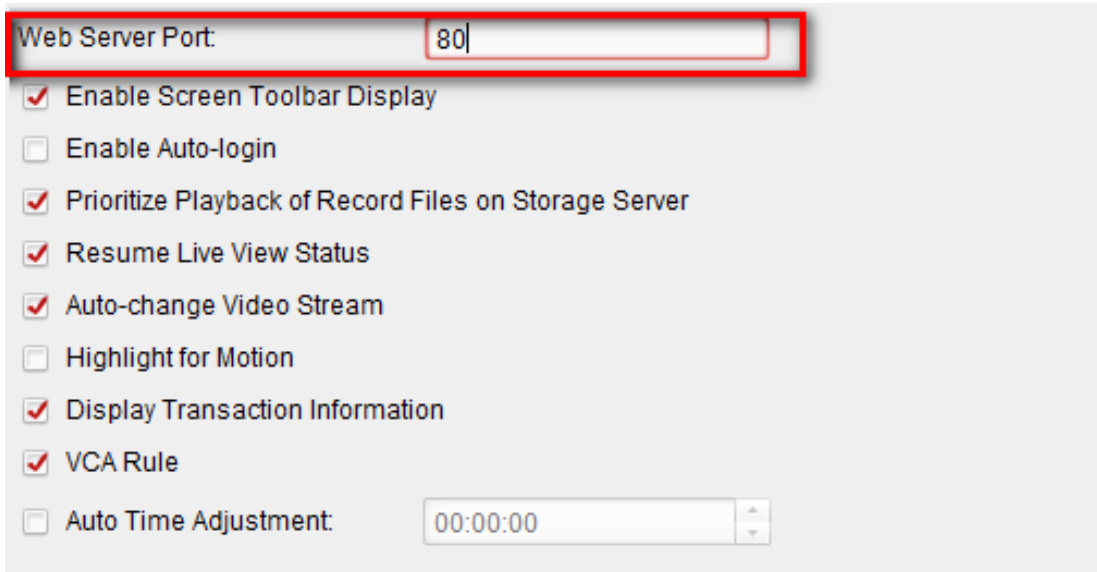 Web Server Port: 80
Enable Screen Toolbar Display
Enable Auto-login
Prioritize Playback of Record Files on Storage Server
Resume Live View Status
Auto-change Video Stream
Highlight for Motion
Display Transaction Information
VCA Rule
Auto Time Adjustment: 00:00:00